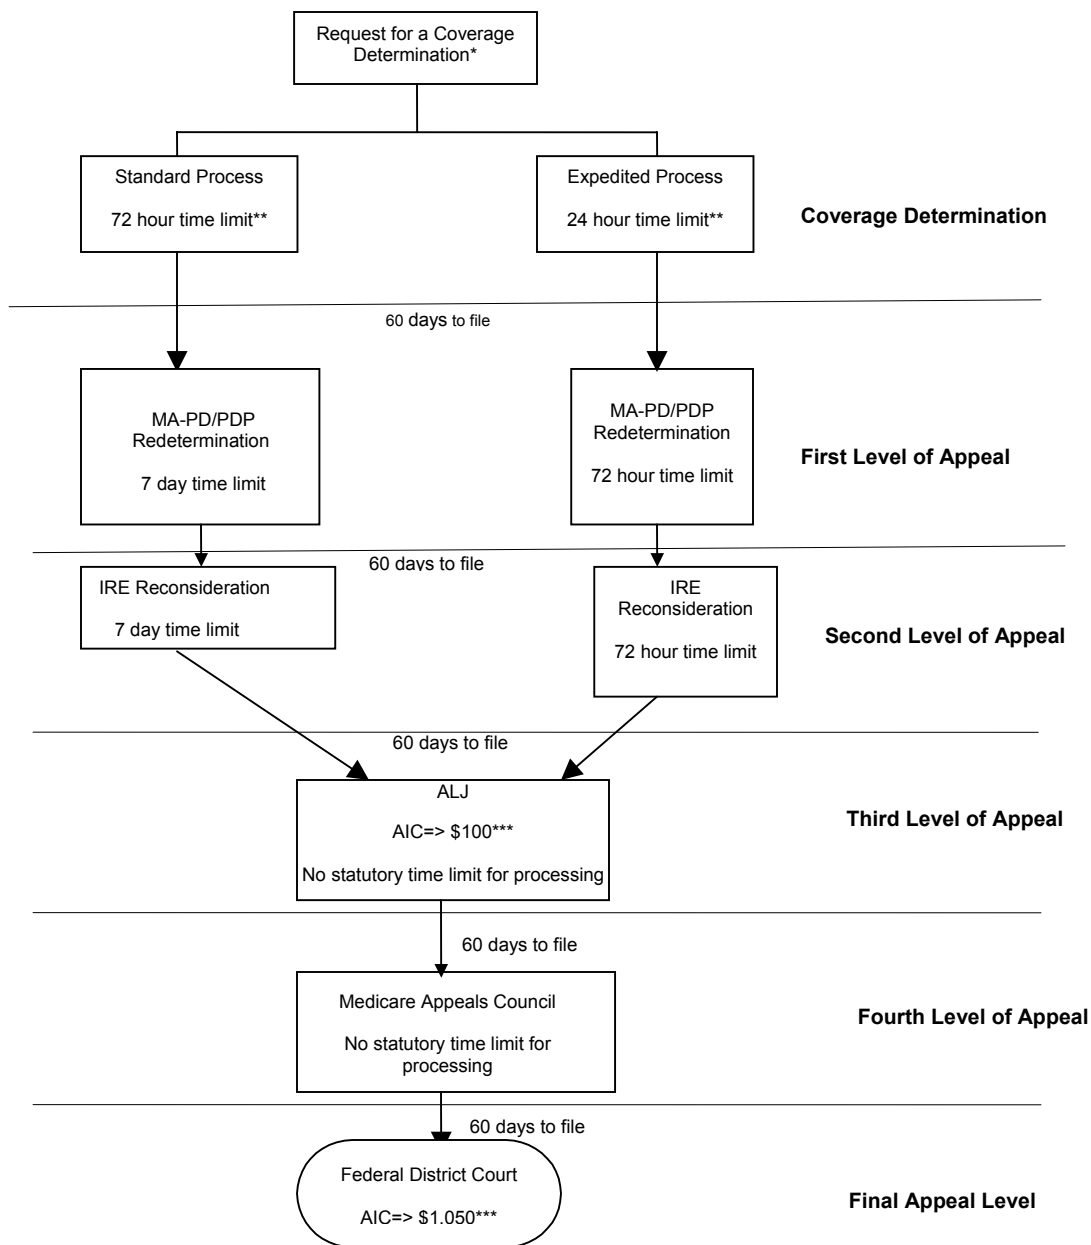 Request for a Coverage
Determination*
Standard Process
72 hour time limit**
Expedited Process
24 hour time limit**
Coverage Determination
60 days to file
MA-PD/PDP
Redetermination
7 day time limit
MA-PD/PDP
Redetermination
72 hour time limit
First Level of Appeal
60 days to file
IRE Reconsideration
7 day time limit
IRE
Reconsideration
72 hour time limit
Second Level of Appeal
60 days to file
ALJ
AIC=> $100***
No statutory time limit for processing
Third Level of Appeal
60 days to file
Medicare Appeals Council
No statutory time limit for
processing
Fourth Level of Appeal
60 days to file
Federal District Court
AIC=> $1.050***
Final Appeal Level